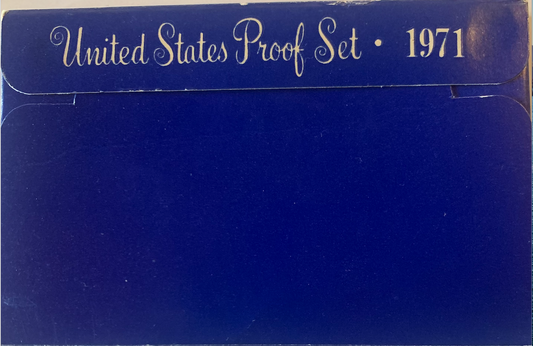 United States Proof Set • 1971